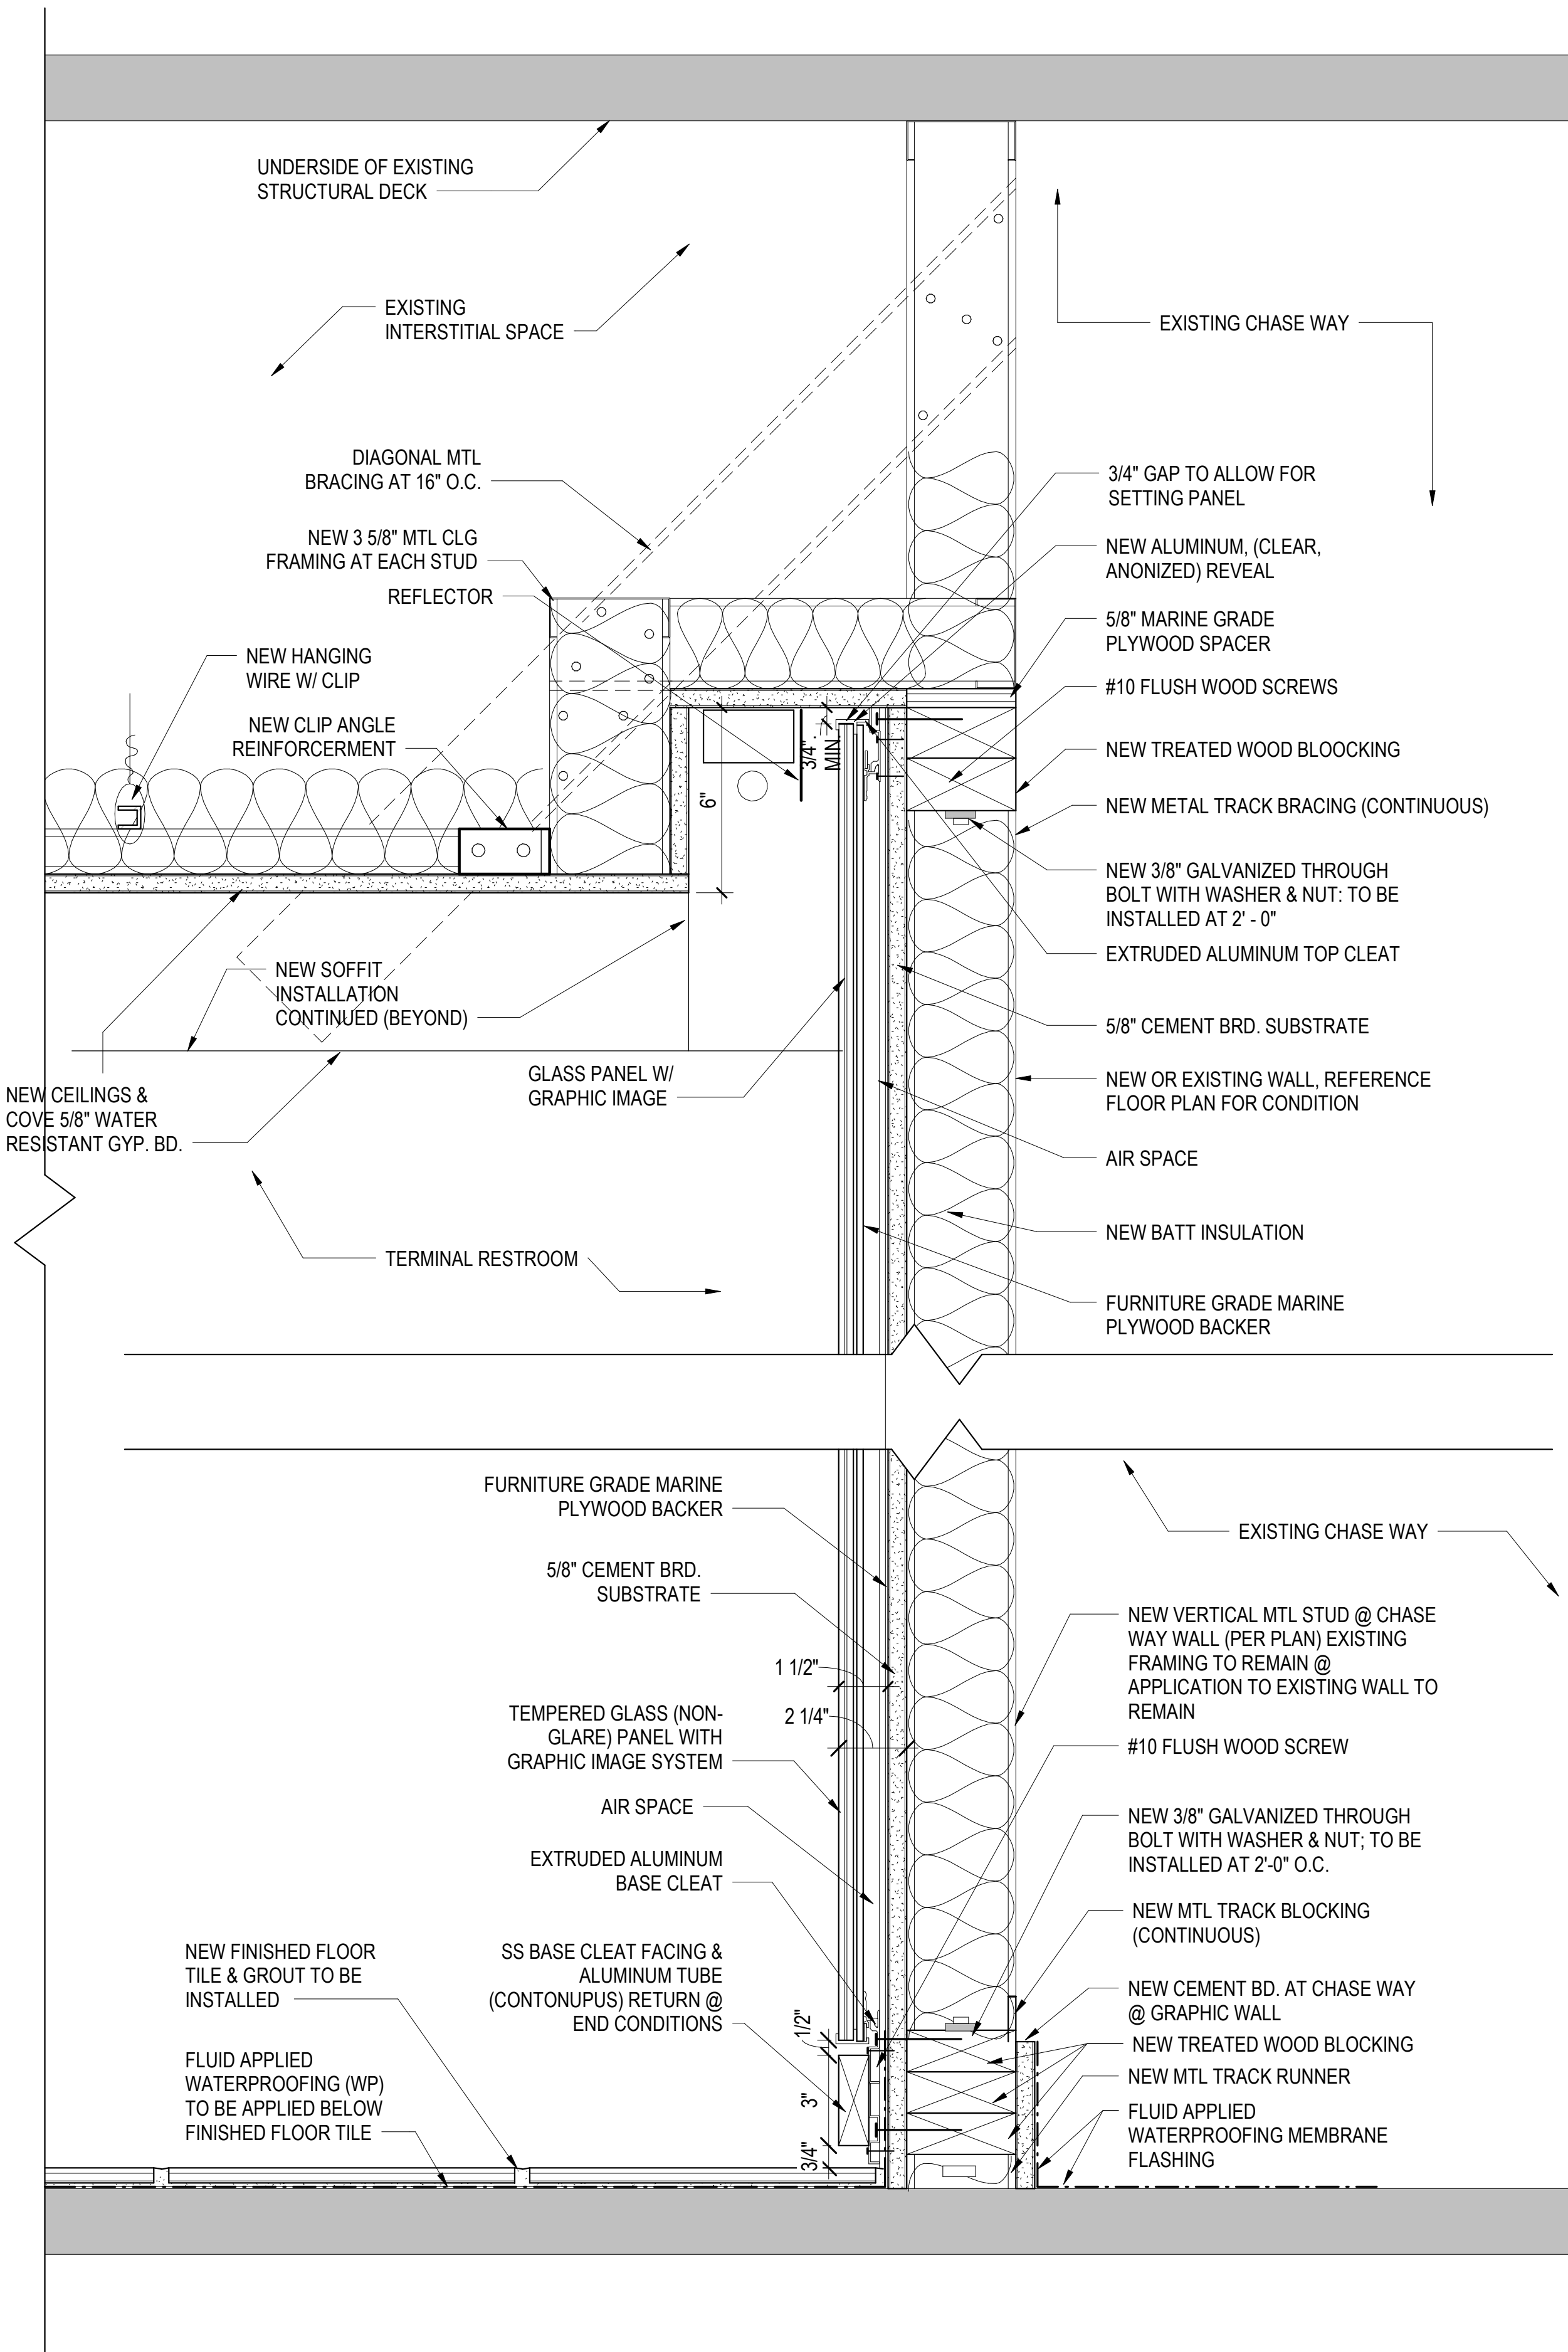 UNDERSIDE OF EXISTING
STRUCTURAL DECK
EXISTING
INTERSTITIAL SPACE
EXISTING CHASE WAY
DIAGONAL MTL
BRACING AT 16" O.C.
NEW 3 5/8" MTL CLG
FRAMING AT EACH STUD
REFLECTOR
NEW HANGING
WIRE W/ CLIP
NEW CLIP ANGLE
REINFORCERMENT
3/4" GAP TO ALLOW FOR
SETTING PANEL
NEW ALUMINUM, (CLEAR,
ANONIZED) REVEAL
5/8" MARINE GRADE
PLYWOOD SPACER
#10 FLUSH WOOD SCREWS
NEW TREATED WOOD BLOOCKING
NEW METAL TRACK BRACING (CONTINUOUS)
NEW 3/8" GALVANIZED THROUGH
BOLT WITH WASHER & NUT: TO BE
INSTALLED AT 2' - 0"
EXTRUDED ALUMINUM TOP CLEAT
5/8" CEMENT BRD. SUBSTRATE
NEW OR EXISTING WALL, REFERENCE
FLOOR PLAN FOR CONDITION
AIR SPACE
NEW BATT INSULATION
FURNITURE GRADE MARINE
PLYWOOD BACKER
6"
3/4" .
MIN.
NEW SOFFIT
INSTALLATION
CONTINUED (BEYOND)
GLASS PANEL W/
GRAPHIC IMAGE
NEW CEILINGS &
COVE 5/8" WATER
RESISTANT GYP. BD.
TERMINAL RESTROOM
FURNITURE GRADE MARINE
PLYWOOD BACKER
5/8" CEMENT BRD.
SUBSTRATE
1 1/2"
2 1/4"
TEMPERED GLASS (NON-
GLARE) PANEL WITH
GRAPHIC IMAGE SYSTEM
AIR SPACE
EXTRUDED ALUMINUM
BASE CLEAT
SS BASE CLEAT FACING &
ALUMINUM TUBE
(CONTONUPUS) RETURN @
END CONDITIONS
NEW FINISHED FLOOR
TILE & GROUT TO BE
INSTALLED
FLUID APPLIED
WATERPROOFING (WP)
TO BE APPLIED BELOW
FINISHED FLOOR TILE
1/2"
3"
3/4"
EXISTING CHASE WAY
NEW VERTICAL MTL STUD @ CHASE
WAY WALL (PER PLAN) EXISTING
FRAMING TO REMAIN @
APPLICATION TO EXISTING WALL TO
REMAIN
#10 FLUSH WOOD SCREW
NEW 3/8" GALVANIZED THROUGH
BOLT WITH WASHER & NUT; TO BE
INSTALLED AT 2'-0" O.C.
NEW MTL TRACK BLOCKING
(CONTINUOUS)
NEW CEMENT BD. AT CHASE WAY
@ GRAPHIC WALL
NEW TREATED WOOD BLOCKING
NEW MTL TRACK RUNNER
FLUID APPLIED
WATERPROOFING MEMBRANE
FLASHING